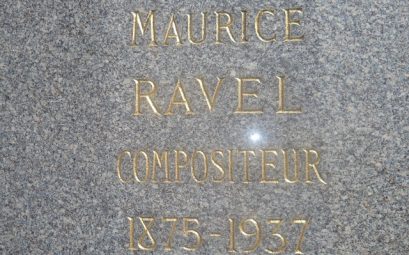 MAURICE
RAVEL
COMPOSITEUR
1875-1937